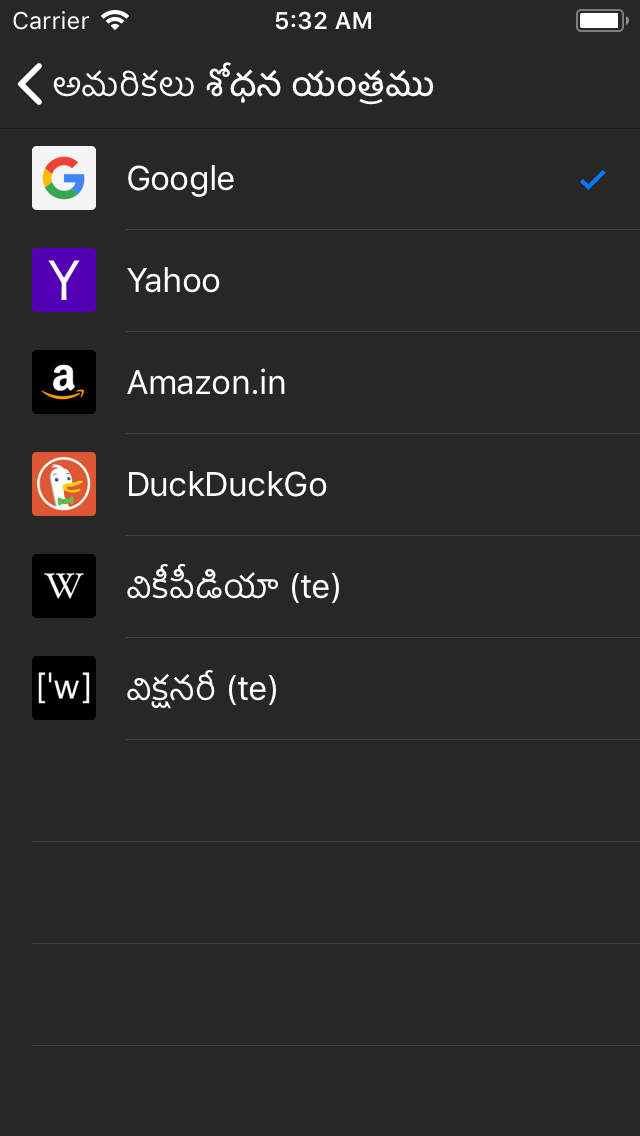 Carrier 5:32 AM
అమరికలు శోధన యంత్రము
Google
Yahoo
Amazon.in
DuckDuckGo
వికీపీడియా (te)
విక్షనరీ (te)